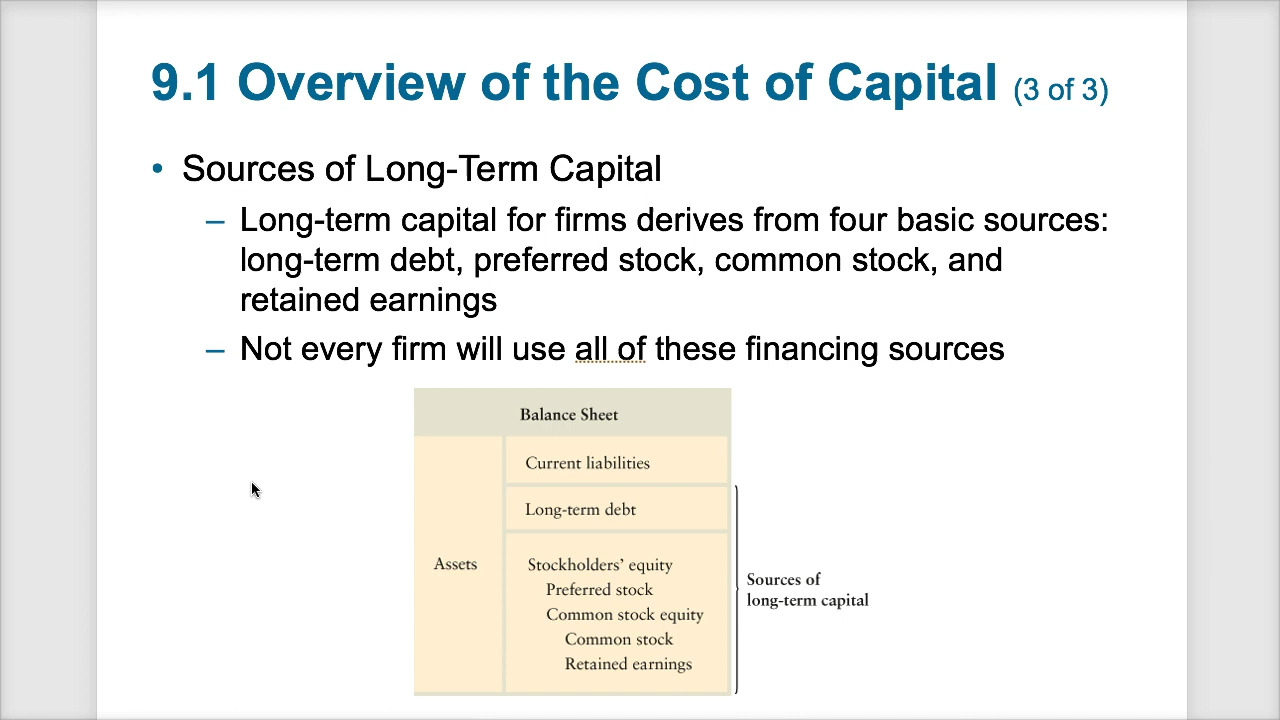 9.1 Overview of the Cost of Capital (3 of 3)
• Sources of Long-Term Capital
– Long-term capital for firms derives from four basic sources:
long-term debt, preferred stock, common stock, and
retained earnings
– Not every firm will use all of these financing sources
Balance Sheet
Current liabilities
Long-term debt
Assets
Stockholders’ equity
Preferred stock
Common stock equity
Common stock
Retained earnings
Sources of
long-term capital